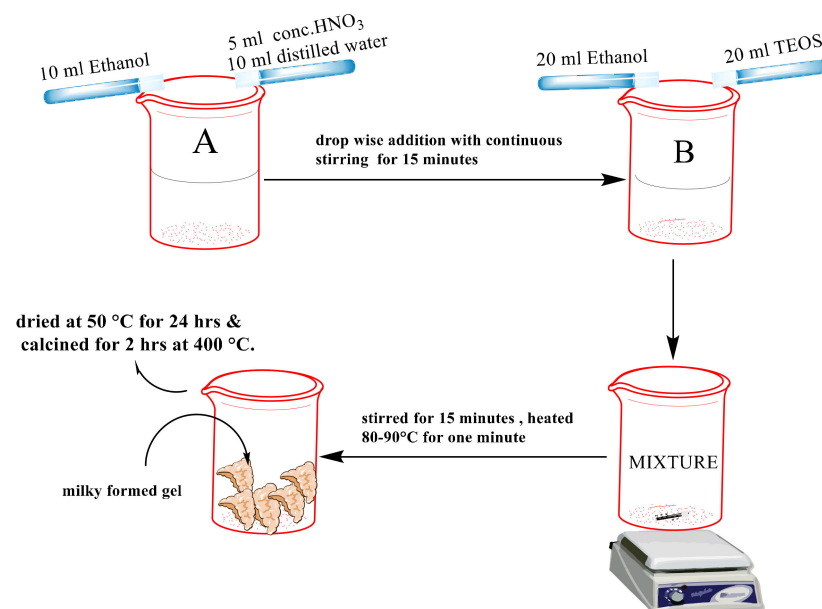 10 ml Ethanol
5 ml conc.HNO3
10 ml distilled water
20 ml Ethanol
20 ml TEOS
A
drop wise addition with continuous
stirring for 15 minutes
B
dried at 50 °C for 24 hrs &
calcined for 2 hrs at 400 °C.
stirred for 15 minutes , heated
80-90°C for one minute
MIXTURE
milky formed gel